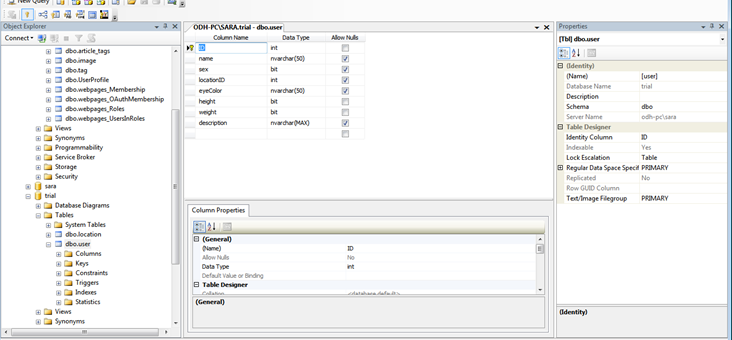 New Query
Object Explorer
Connect
dbo.article_tags
dbo.image
dbo.tag
dbo.UserProfile
dbo.webpages_Membership
dbo.webpages_OAuthMembership
dbo.webpages_Roles
dbo.webpages_UsersInRoles
Views
Synonyms
Programmability
Service Broker
Storage
Security
sara
trial
Database Diagrams
Tables
System Tables
dbo.location
dbo.user
Columns
Keys
Constraints
Triggers
Indexes
Statistics
Views
Synonyms
ODH-PC\SARA.trial - dbo.user
Column Name Data Type Allow Nulls
ID int
name nvarchar(50)
sex bit
locationID int
eyeColor nvarchar(50)
height bit
weight bit
description nvarchar(MAX)
Column Properties
(General)
(Name) ID
Allow Nulls No
Data Type int
Default Value or Binding
Table Designer
Collation <database default>
(General)
Properties
[Tbl] dbo.user
(Identity)
(Name) [user]
Database Name trial
Description
Schema dbo
Server Name odh-pc\sara
Table Designer
Identity Column ID
Indexable Yes
Lock Escalation Table
Regular Data Space Specif PRIMARY
Replicated No
Row GUID Column
Text/Image Filegroup PRIMARY
(Identity)